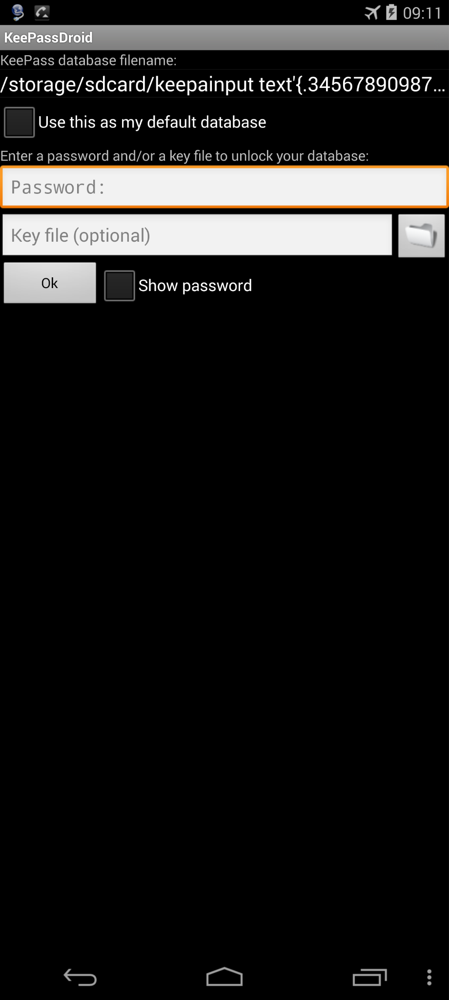 09:11
KeePassDroid
KeePass database filename:
/storage/sdcard/keepainput text'{.34567890987...
Use this as my default database
Enter a password and/or a key file to unlock your database:
Password:
Key file (optional)
Ok
Show password